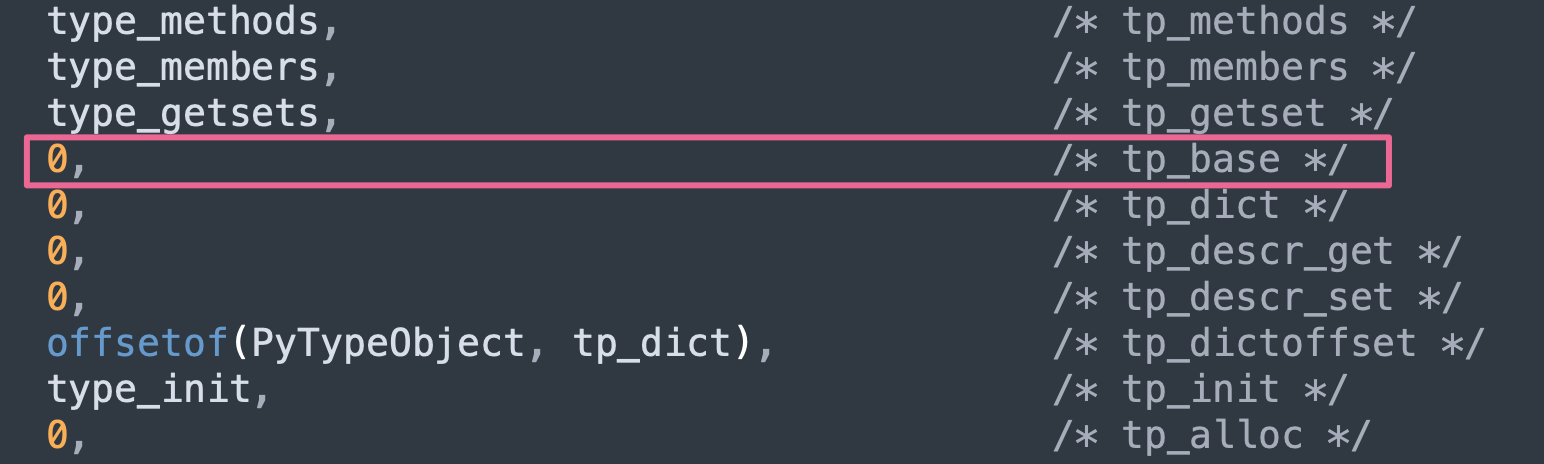 type_methods, /* tp_methods */
type_members, /* tp_members */
type_getsets, /* tp_getset */
0, /* tp_base */
0, /* tp_dict */
0, /* tp_descr_get */
0, /* tp_descr_set */
offsetof(PyTypeObject, tp_dict), /* tp_dictoffset */
type_init, /* tp_init */
0, /* tp_alloc */